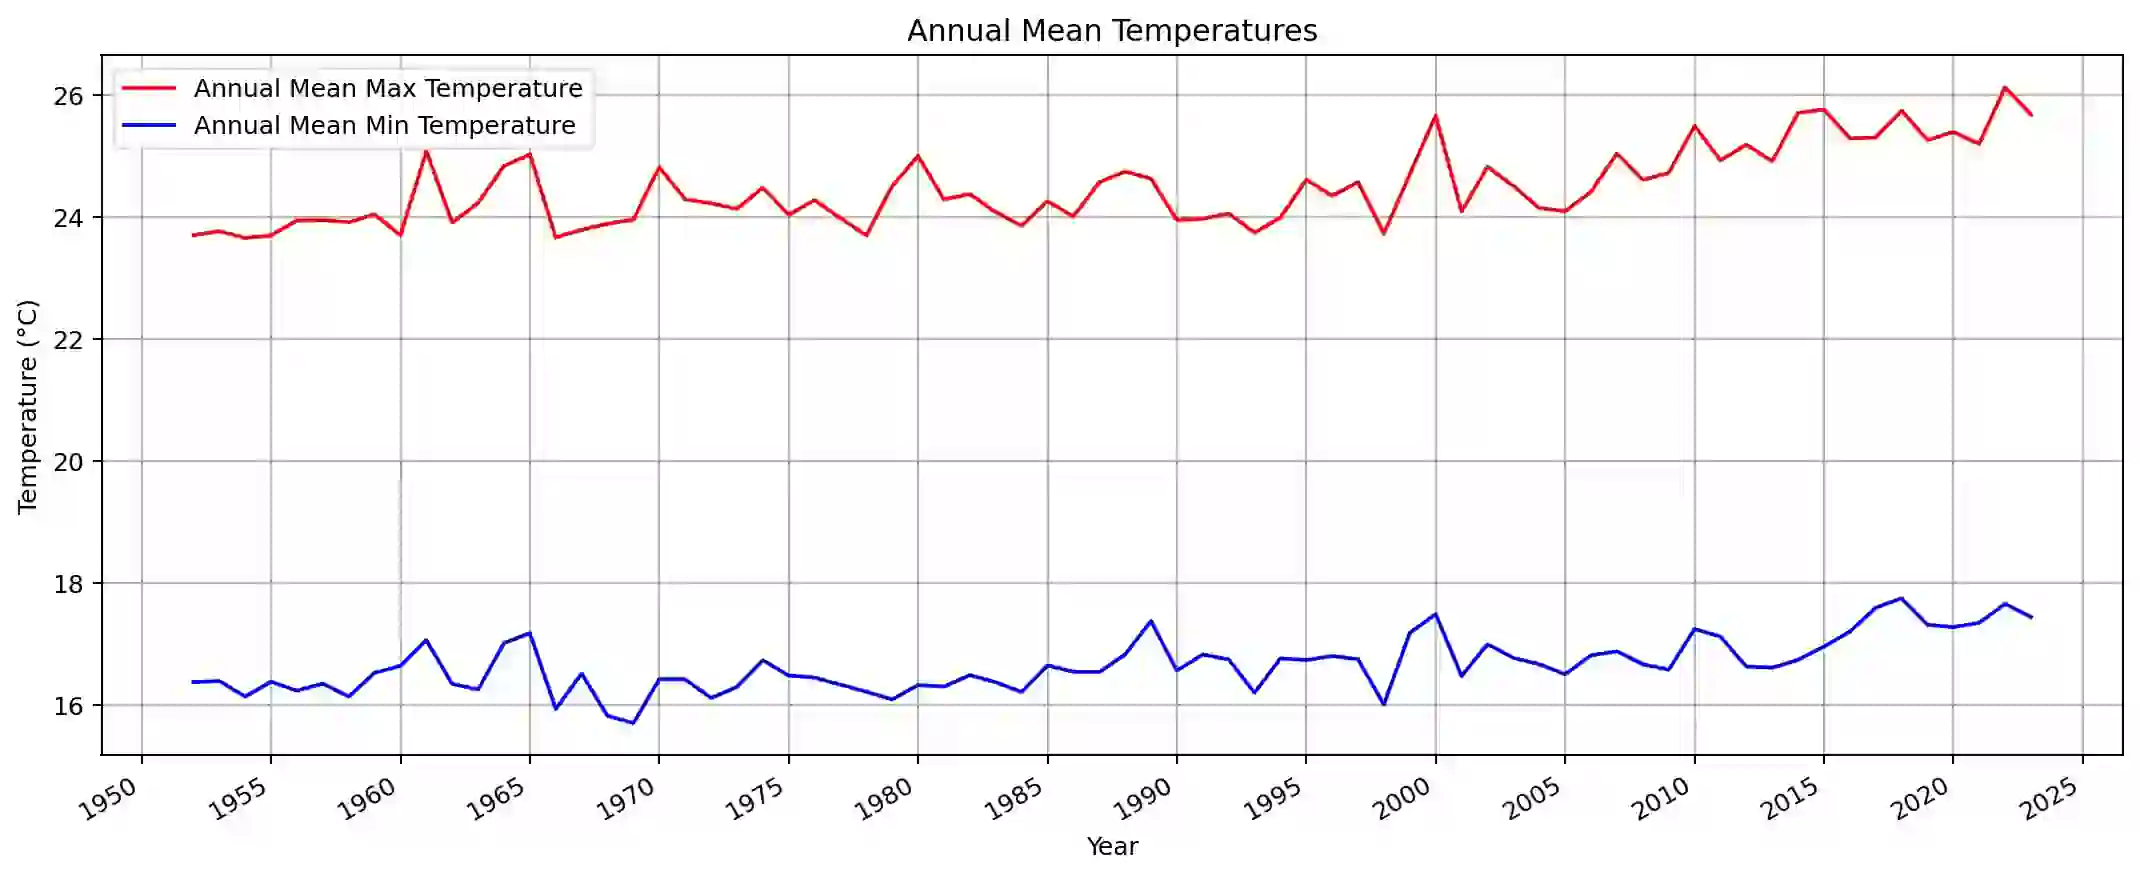 Annual Mean Temperatures
Annual Mean Max Temperature
Annual Mean Min Temperature
Temperature (°C)
26
24
22
20
18
16
1950 1955 1960 1965 1970 1975 1980 1985 1990 1995 2000 2005 2010 2015 2020 2025
Year